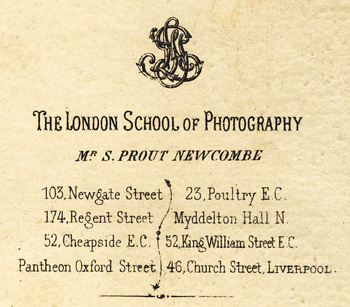 THE LONDON SCHOOL OF PHOTOGRAPHY
MR S. PROUT NEWCOMBE
103, Newgate Street 23, Poultry E.C.
174, Regent Street Myddelton Hall N.
52, Cheapside E.C. 52, King William Street E.C.
Pantheon Oxford Street 46, Church Street, LIVERPOOL.